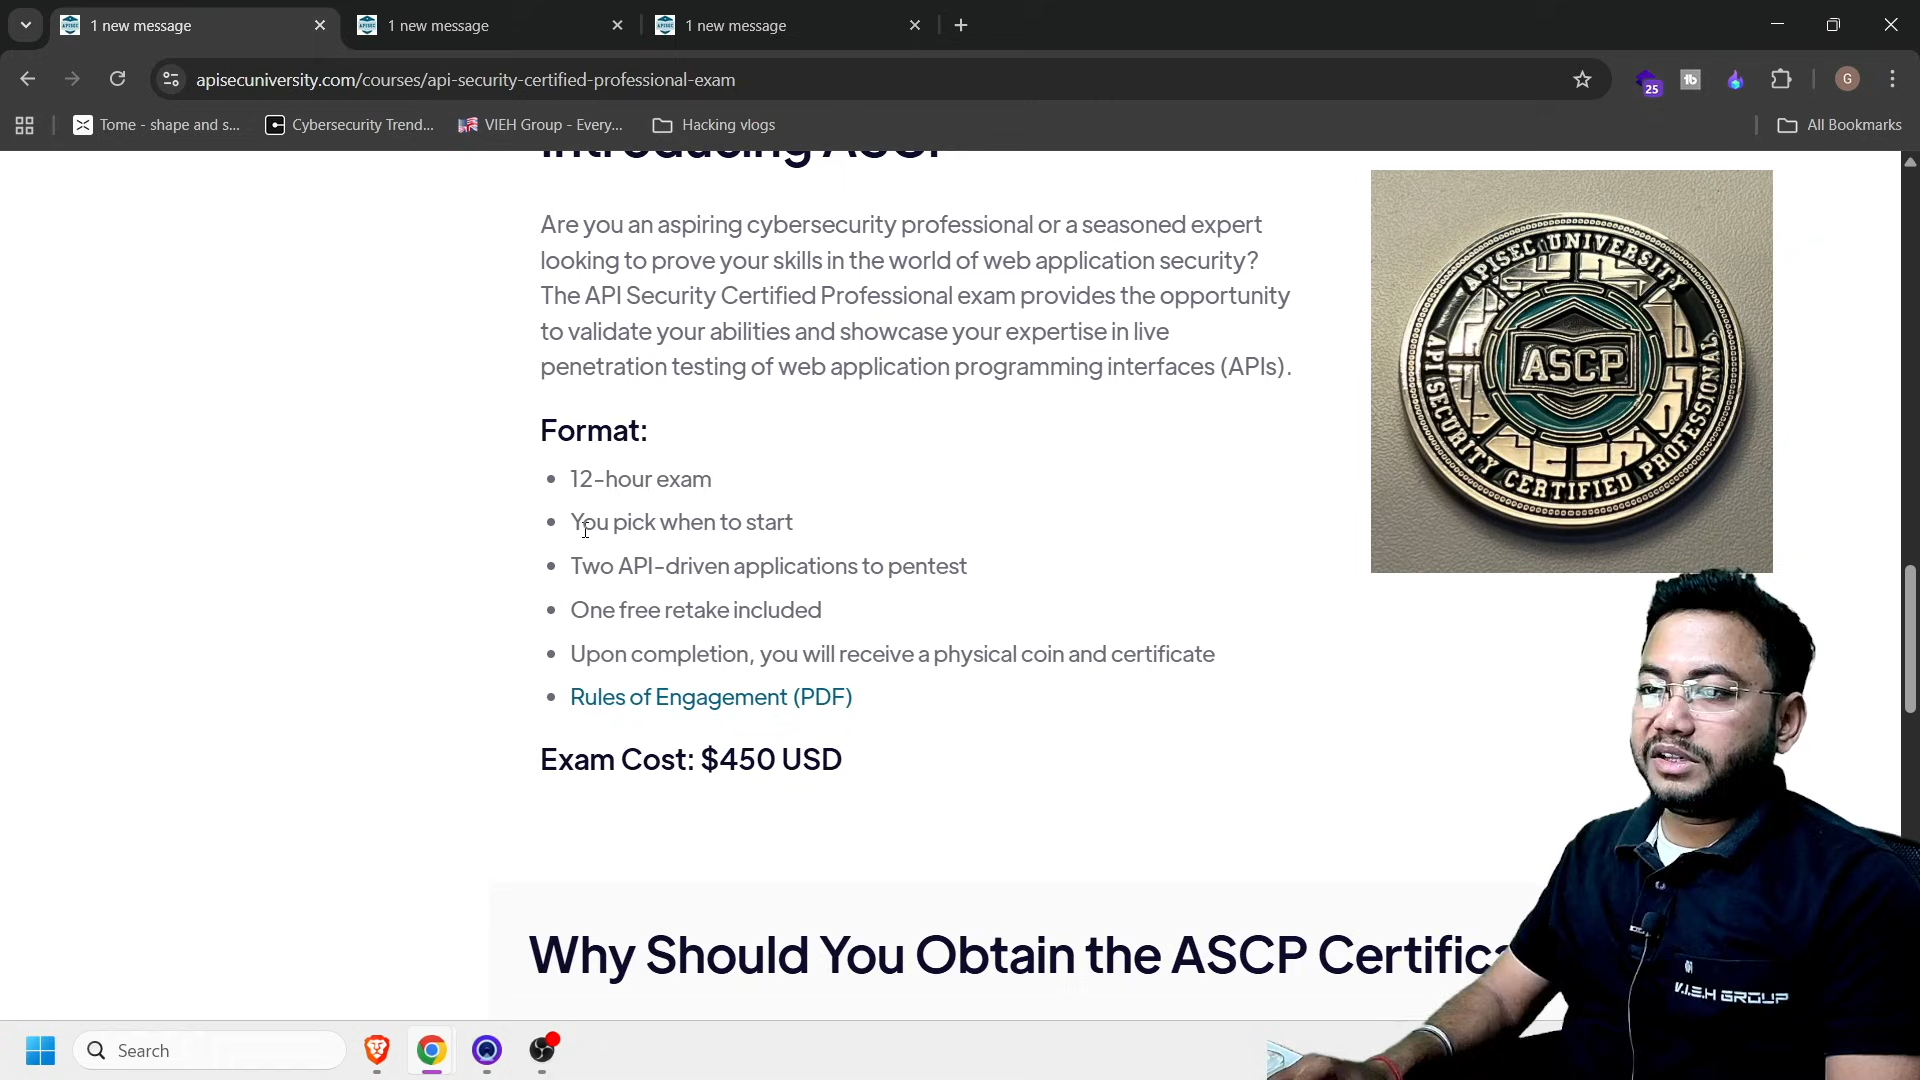 1 new message
1 new message
1 new message
apisecuniversity.com/courses/api-security-certified-professional-exam
25
G
Tome - shape and s...
Cybersecurity Trend...
VIEH Group - Every...
Hacking vlogs
All Bookmarks
Introducing ASCP
Are you an aspiring cybersecurity professional or a seasoned expert
looking to prove your skills in the world of web application security?
The API Security Certified Professional exam provides the opportunity
to validate your abilities and showcase your expertise in live
penetration testing of web application programming interfaces (APIs).
APISEC UNIVERSITY
ASCP
API SECURITY CERTIFIED PROFESSIONAL
Format:
• 12-hour exam
• You pick when to start
• Two API-driven applications to pentest
• One free retake included
• Upon completion, you will receive a physical coin and certificate
• Rules of Engagement (PDF)
Exam Cost: $450 USD
Why Should You Obtain the ASCP Certifica
V.I.E.H GROUP
Search